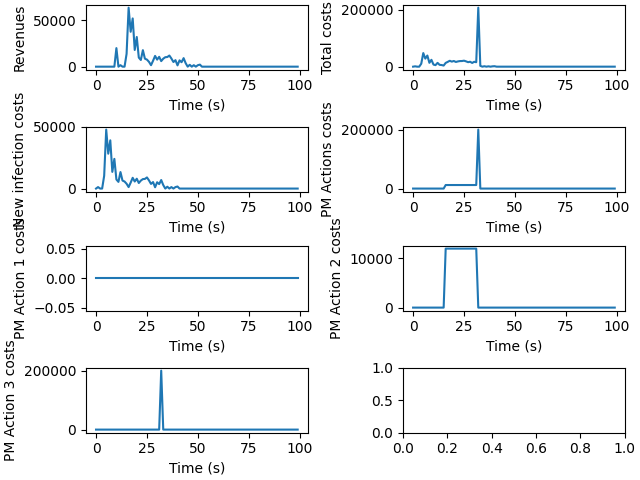 Revenues
50000
0
0 25 50 75 100
Time (s)
Total costs
200000
0
0 25 50 75 100
Time (s)
New infection costs
50000
0
0 25 50 75 100
Time (s)
PM Actions costs
200000
0
0 25 50 75 100
Time (s)
PM Action 1 costs
0.05
0.00
−0.05
0 25 50 75 100
Time (s)
PM Action 2 costs
10000
0
0 25 50 75 100
Time (s)
PM Action 3 costs
200000
0
0 25 50 75 100
Time (s)
1.0
0.5
0.0
0.0 0.2 0.4 0.6 0.8 1.0